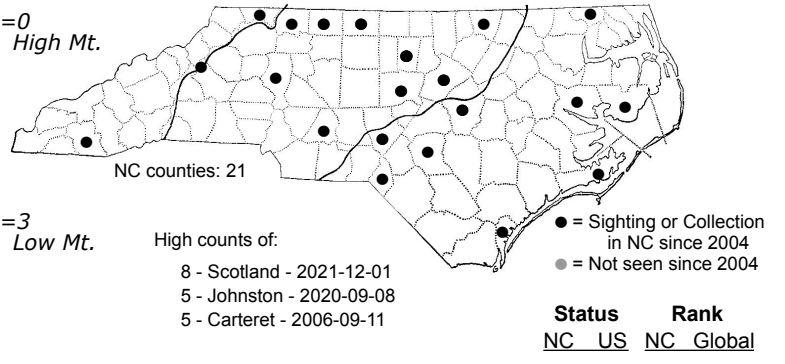 =0
High Mt.
NC counties: 21
=3
Low Mt.
High counts of:
8 - Scotland - 2021-12-01
5 - Johnston - 2020-09-08
5 - Carteret - 2006-09-11
● = Sighting or Collection
in NC since 2004
● = Not seen since 2004
Status Rank
NC US NC Global